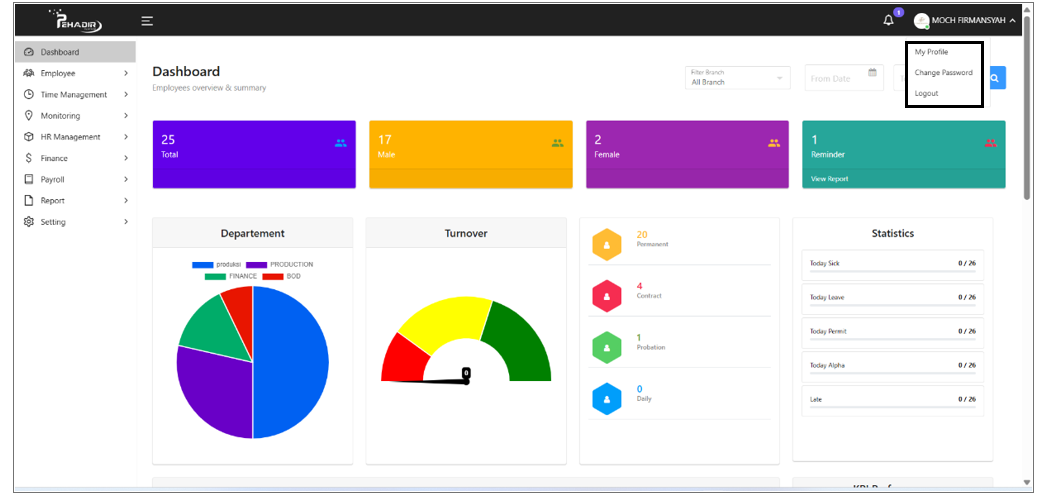 PEHADIR
1
MOCH FIRMANSYAH
My Profile
Change Password
Logout
Dashboard
Employee
Time Management
Monitoring
HR Management
Finance
Payroll
Report
Setting
Dashboard
Employees overview & summary
Filter Branch
All Branch
From Date
25
Total
17
Male
2
Female
1
Reminder
View Report
Departement
produksi
PRODUCTION
FINANCE
BOD
Turnover
0
20
Permanent
4
Contract
1
Probation
0
Daily
Statistics
Today Sick 0 / 26
Today Leave 0 / 26
Today Permit 0 / 26
Today Alpha 0 / 26
Late 0 / 26